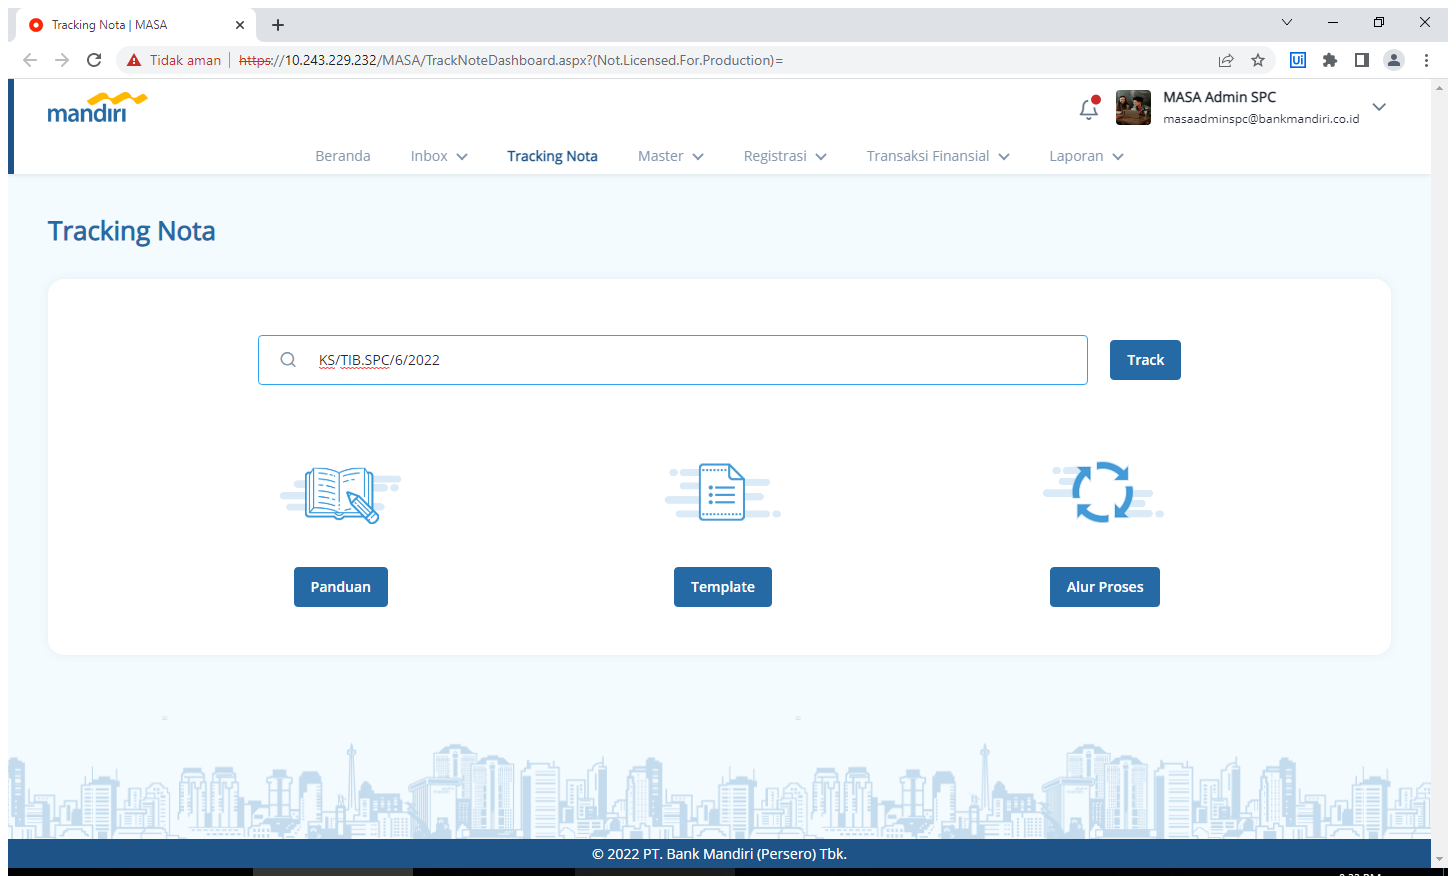 Tracking Nota | MASA
Tidak aman
https://10.243.229.232/MASA/TrackNoteDashboard.aspx?(Not.Licensed.For.Production)=
Ui
mandiri
MASA Admin SPC
masaadminspc@bankmandiri.co.id
Beranda
Inbox
Tracking Nota
Master
Registrasi
Transaksi Finansial
Laporan
Tracking Nota
KS/TIB.SPC/6/2022
Track
Panduan
Template
Alur Proses
© 2022 PT. Bank Mandiri (Persero) Tbk.